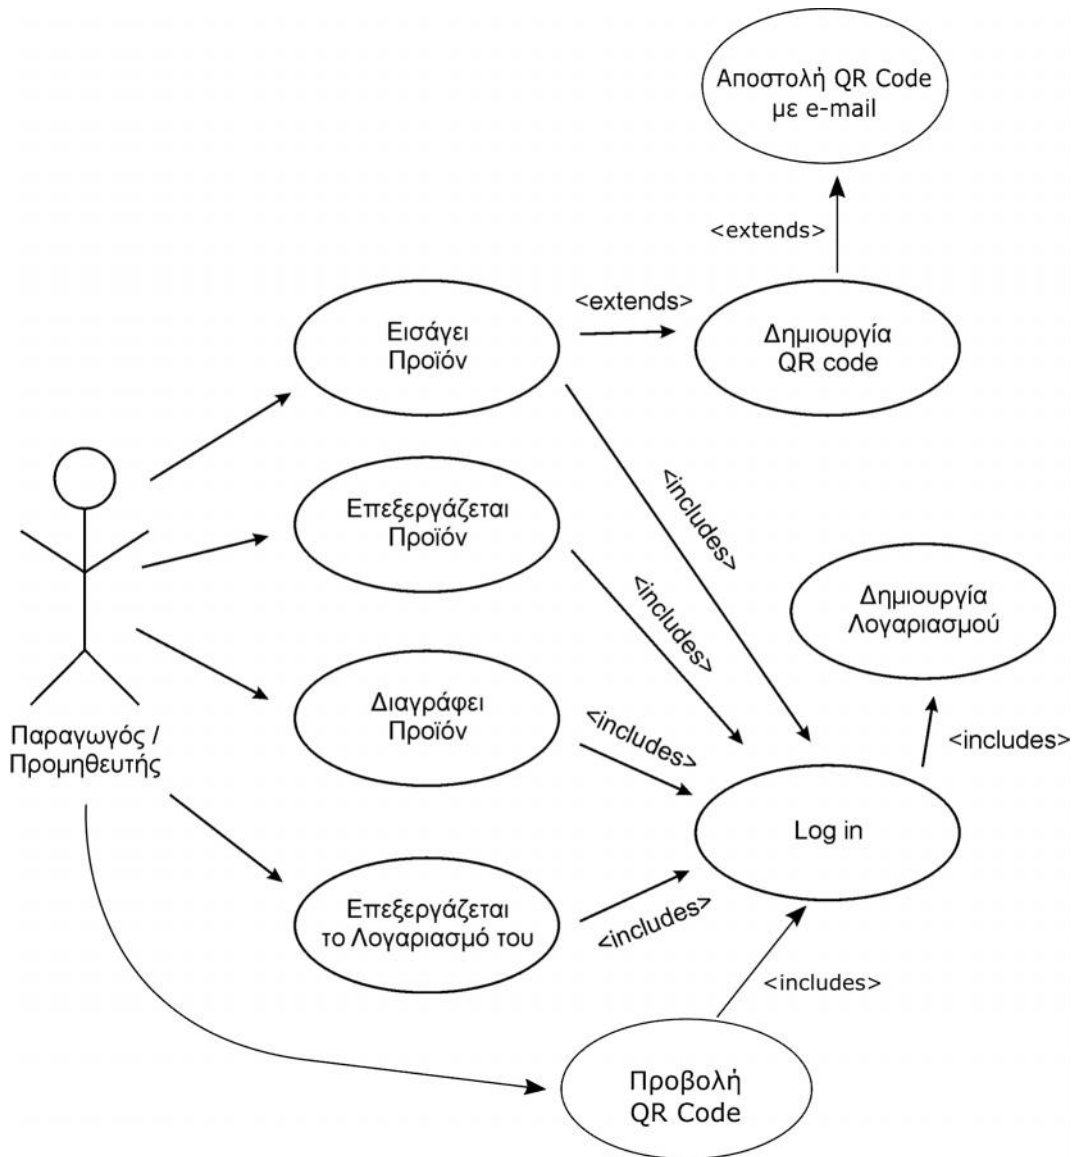 Αποστολή QR Code
με e-mail
<extends>
<extends>
Εισάγει
Προϊόν
Δημιουργία
QR code
<includes>
Επεξεργάζεται
Προϊόν
<includes>
Δημιουργία
Λογαριασμού
Διαγράφει
Προϊόν
<includes>
<includes>
Παραγωγός /
Προμηθευτής
Log in
Επεξεργάζεται
το Λογαριασμό του
<includes>
<includes>
Προβολή
QR Code